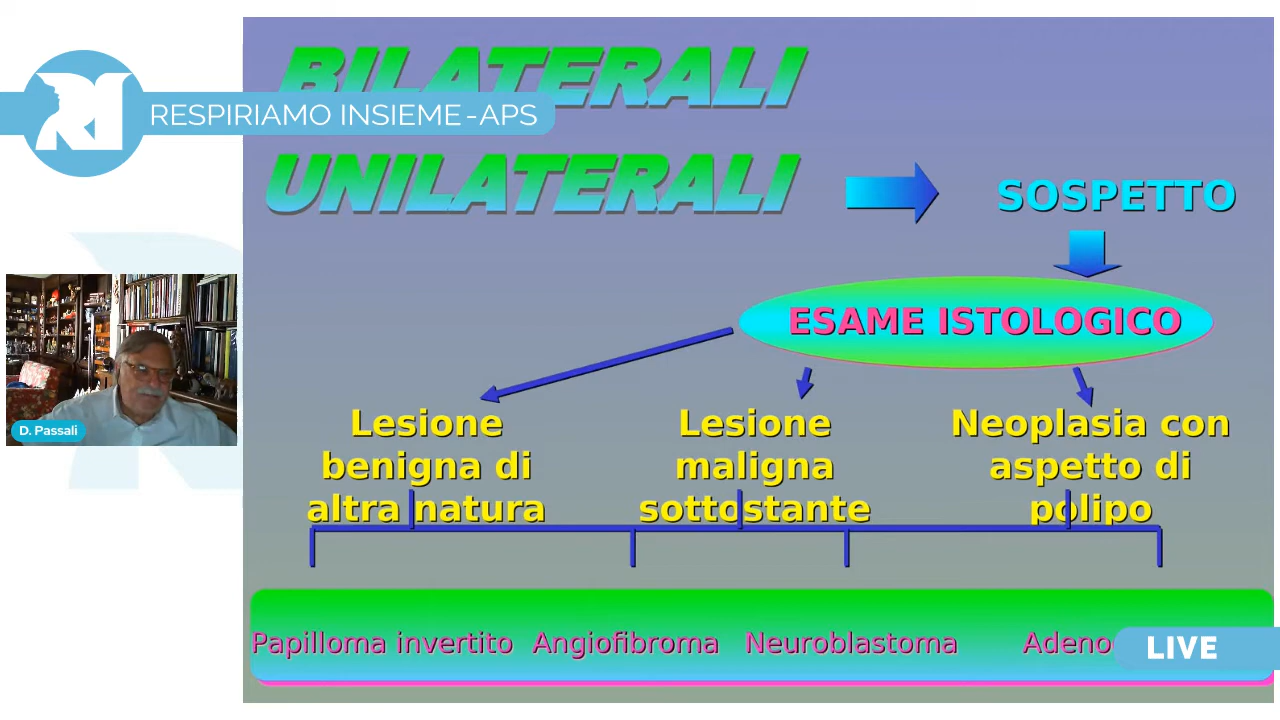 BILATERALI
RESPIRIAMO INSIEME-APS
UNILATERALI
SOSPETTO
ESAME ISTOLOGICO
Lesione
benigna di
altra natura
Lesione
maligna
sottostante
Neoplasia con
aspetto di
polipo
D. Passali
Papilloma invertito Angiofibroma Neuroblastoma Adeno
LIVE